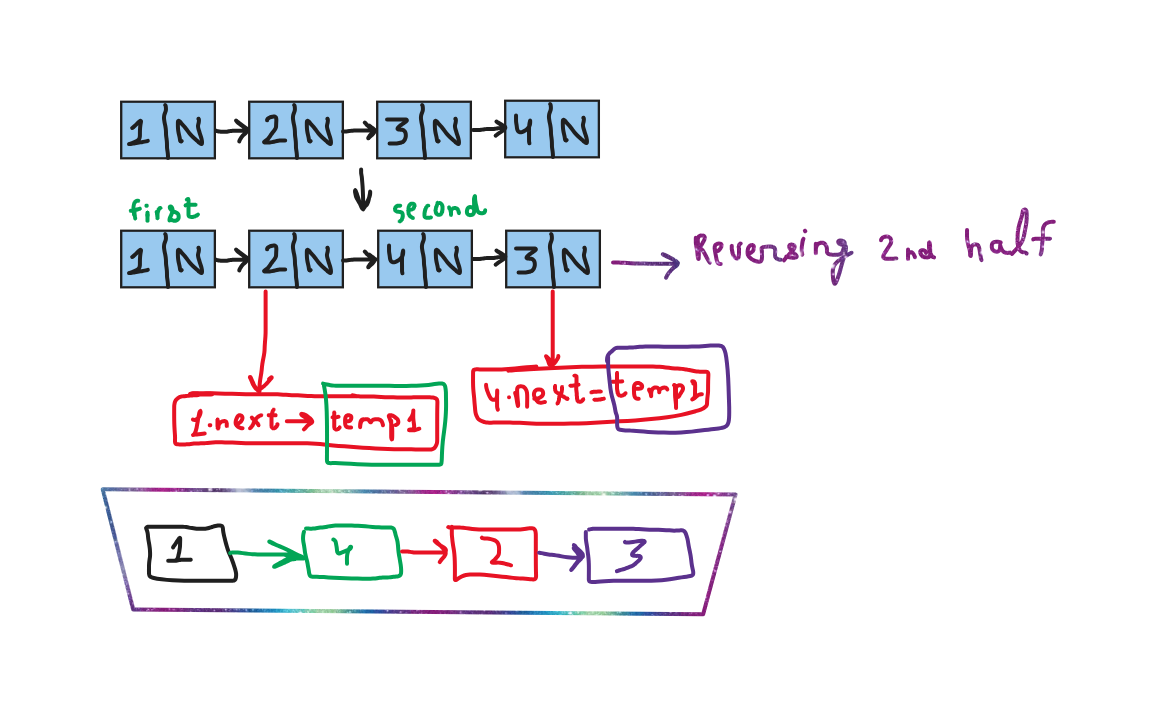 1 N 2 N 3 N 4 N
first second
1 N 2 N 4 N 3 N Reversing 2nd half
4.next = temp2
1.next → temp1
1 4 2 3